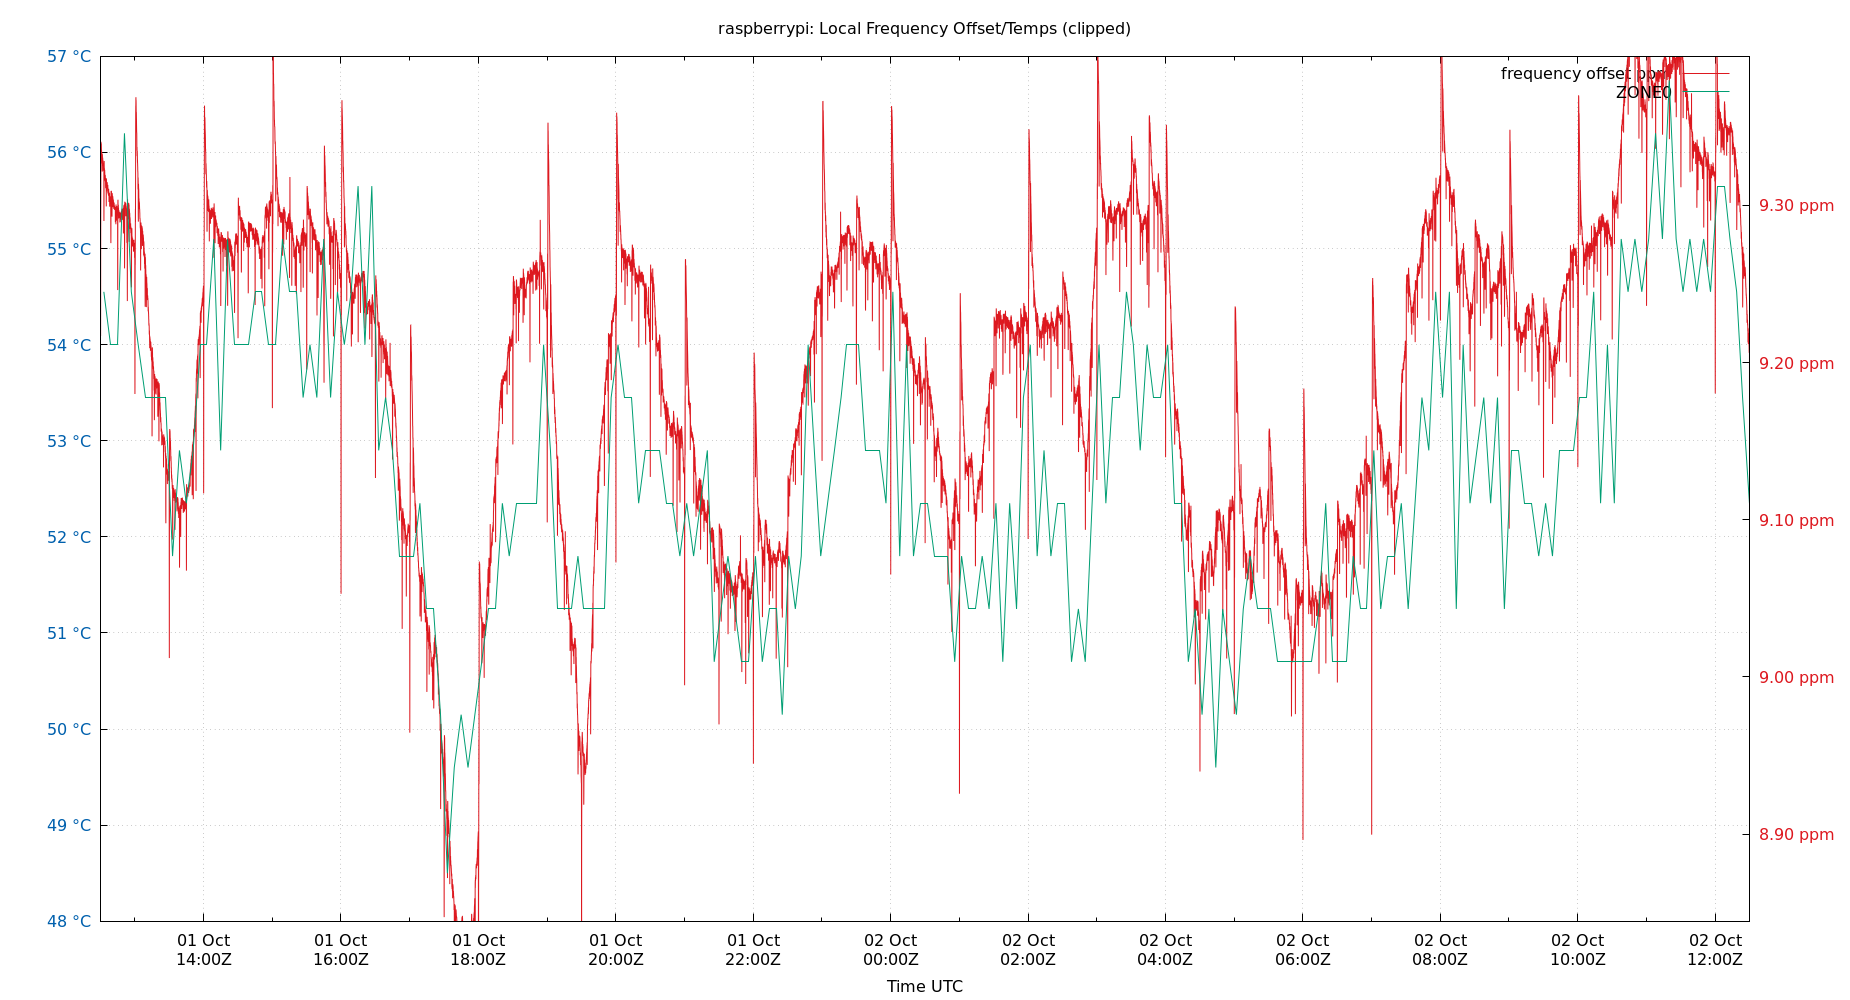 raspberrypi: Local Frequency Offset/Temps (clipped)
57 °C
56 °C
55 °C
54 °C
53 °C
52 °C
51 °C
50 °C
49 °C
48 °C
frequency offset ppm
ZONE0
9.30 ppm
9.20 ppm
9.10 ppm
9.00 ppm
8.90 ppm
01 Oct 01 Oct 01 Oct 01 Oct 01 Oct 02 Oct 02 Oct 02 Oct 02 Oct 02 Oct 02 Oct 02 Oct
14:00Z 16:00Z 18:00Z 20:00Z 22:00Z 00:00Z 02:00Z 04:00Z 06:00Z 08:00Z 10:00Z 12:00Z
Time UTC